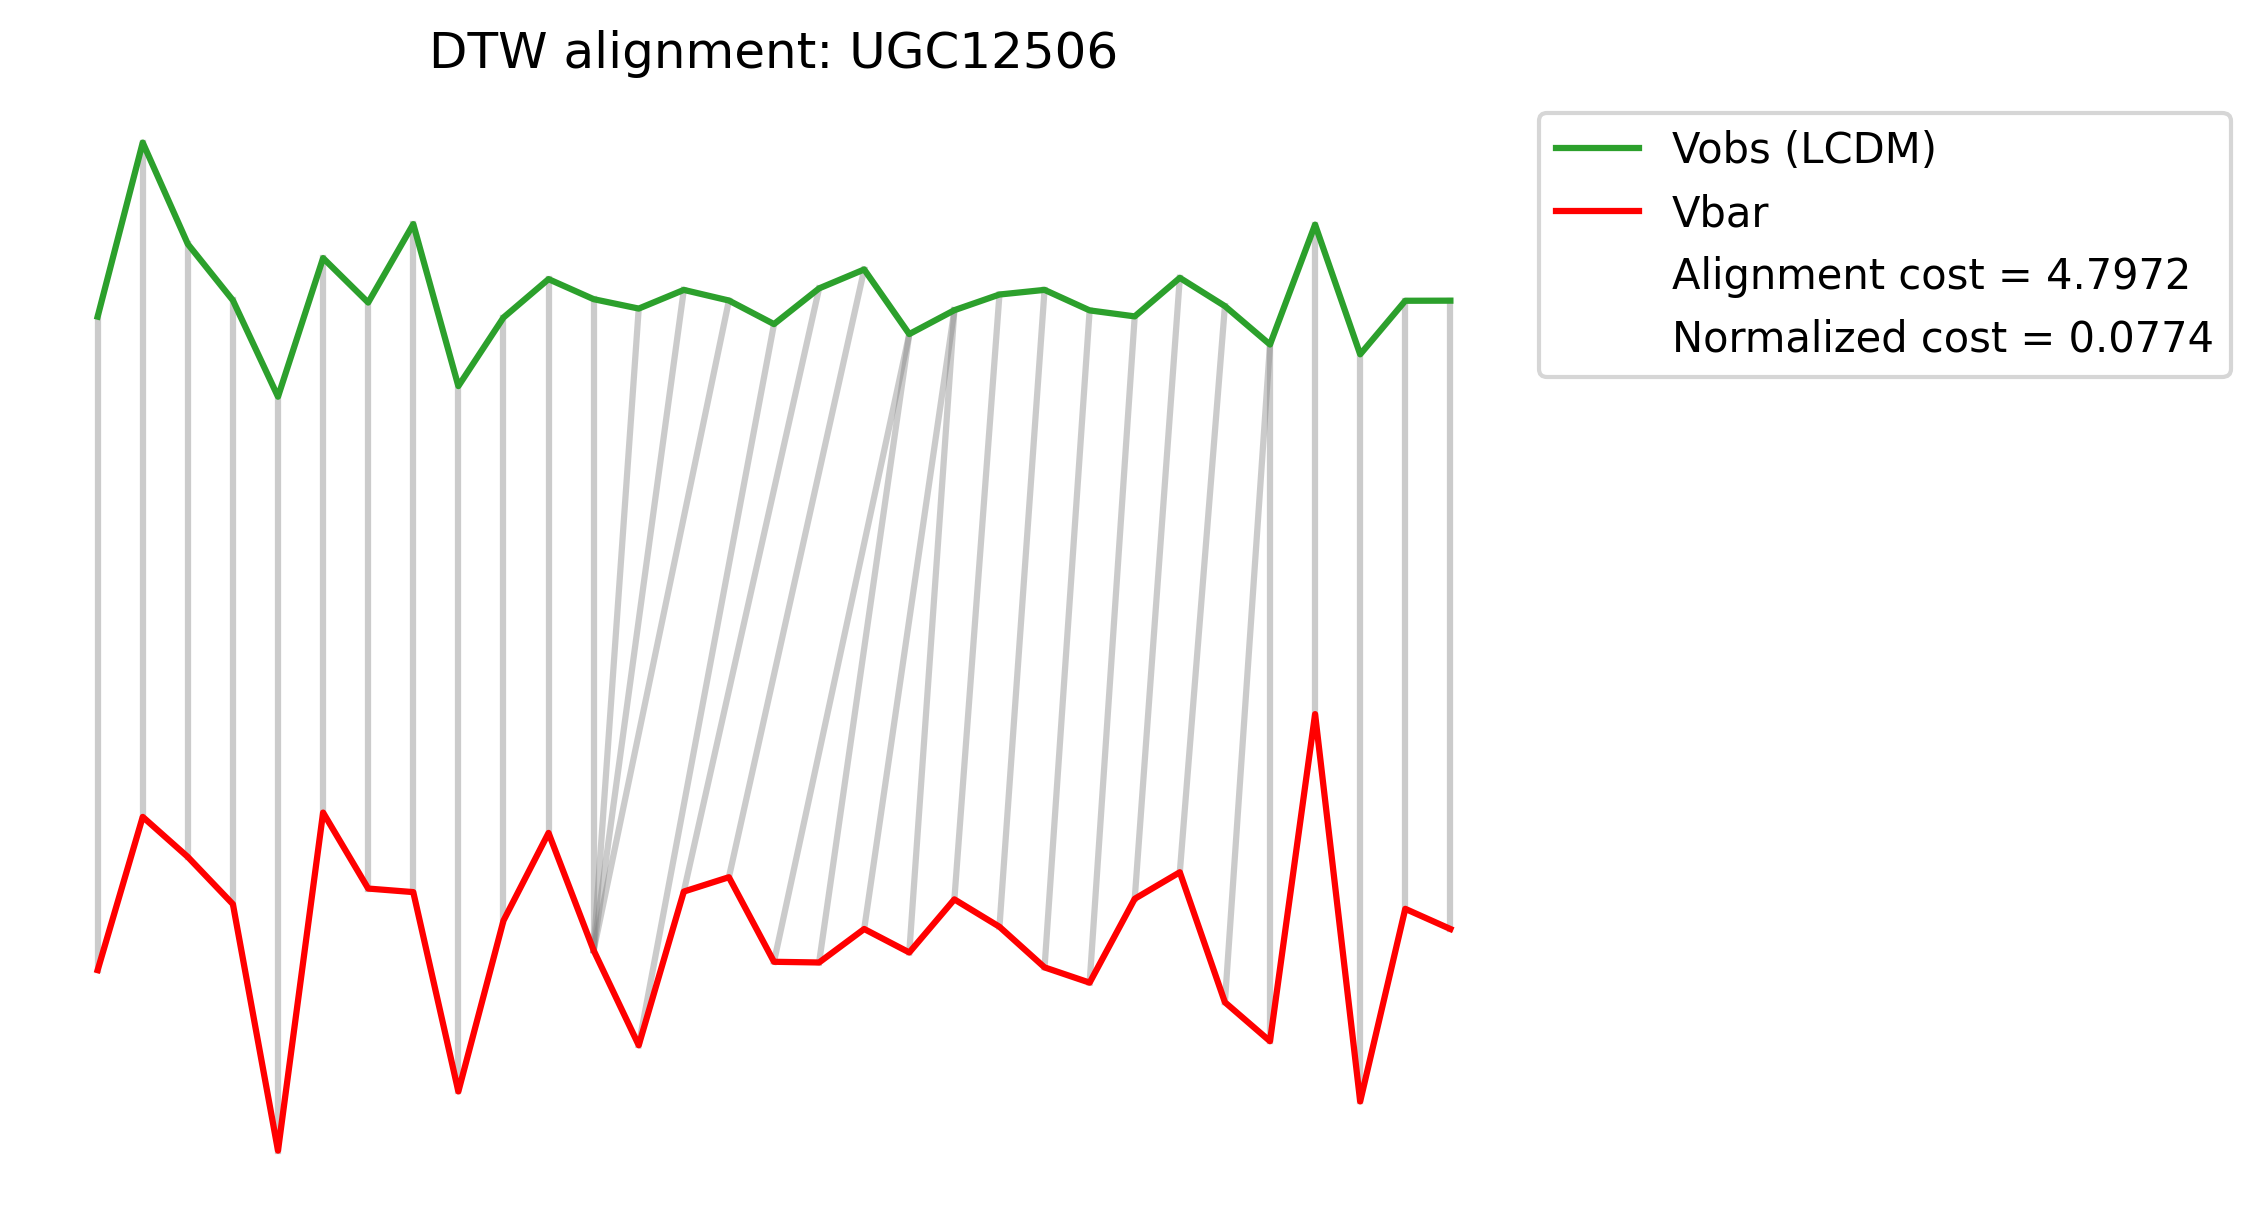 DTW alignment: UGC12506
Vobs (LCDM)
Vbar
Alignment cost = 4.7972
Normalized cost = 0.0774